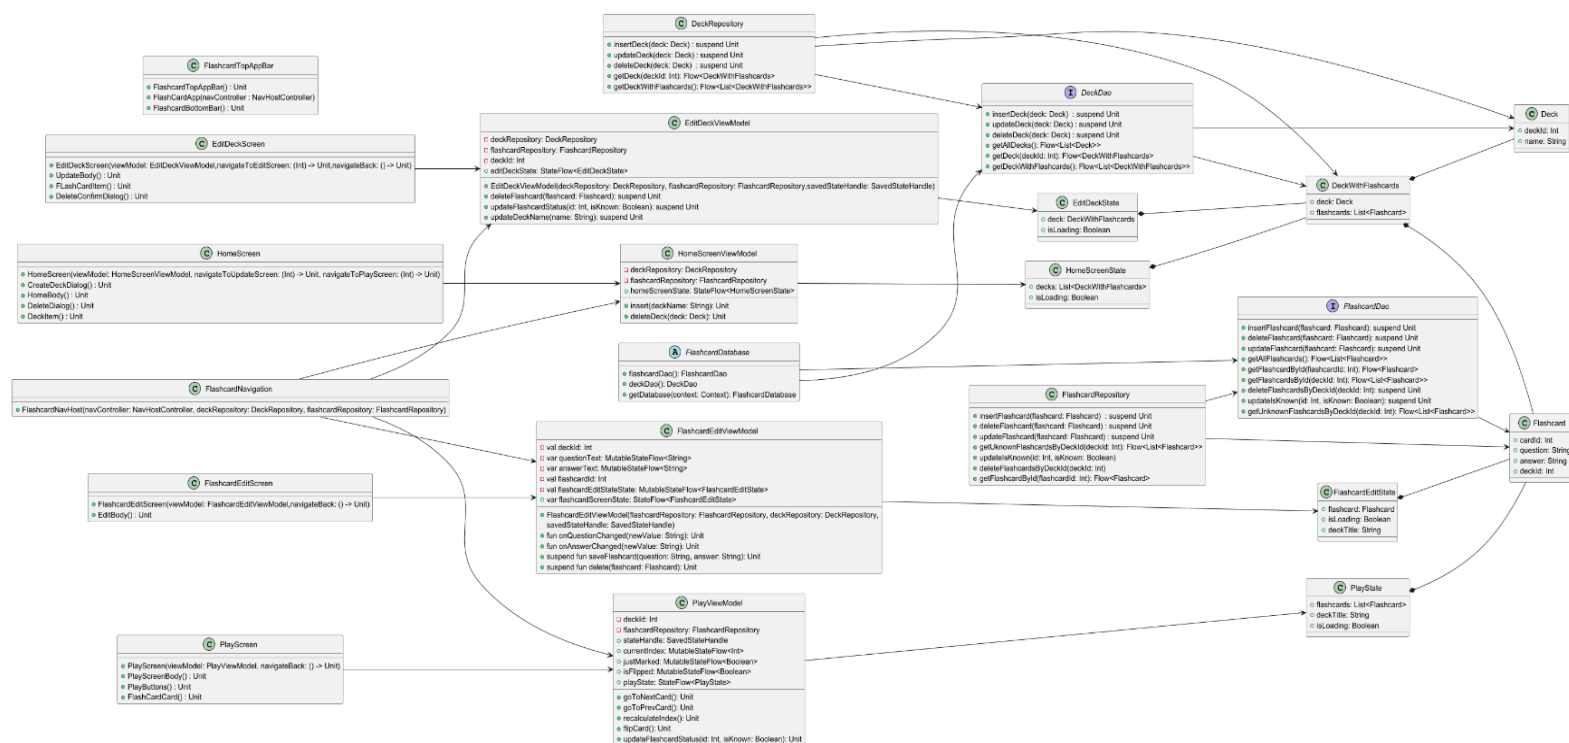 DeckRepository
insertDeck(deck: Deck) : suspend Unit
updateDeck(deck: Deck) : suspend Unit
deleteDeck(deck: Deck) : suspend Unit
getDeck(deckId: Int): Flow<DeckWithFlashcards>
getDeckWithFlashcards(): Flow<List<DeckWithFlashcards>>
FlashcardTopAppBar
FlashcardTopAppBar() : Unit
FlashCardApp(navController : NavHostController)
FlashcardBottomBar() : Unit
DeckDao
insertDeck(deck: Deck) : suspend Unit
updateDeck(deck: Deck) : suspend Unit
deleteDeck(deck: Deck) : suspend Unit
getAllDecks(): Flow<List<Deck>>
getDeck(deckId: Int): Flow<DeckWithFlashcards>
getDeckWithFlashcards(): Flow<List<DeckWithFlashcards>>
Deck
deckId: Int
name: String
EditDeckScreen
EditDeckScreen(viewModel: EditDeckViewModel,navigateToEditScreen: (Int) -> Unit,navigateBack: () -> Unit)
UpdateBody() : Unit
FLashCardItem() : Unit
DeleteConfirmDialog() : Unit
EditDeckViewModel
deckRepository: DeckRepository
flashcardRepository: FlashcardRepository
deckId: Int
editDeckState: StateFlow<EditDeckState>
EditDeckViewModel(deckRepository: DeckRepository, flashcardRepository: FlashcardRepository,savedStateHandle: SavedStateHandle)
deleteFlashcard(flashcard: Flashcard): suspend Unit
updateFlashcardStatus(id: Int, isKnown: Boolean): suspend Unit
updateDeckName(name: String): suspend Unit
DeckWithFlashcards
deck: Deck
flashcards: List<Flashcard>
EditDeckState
deck: DeckWithFlashcards
isLoading: Boolean
HomeScreen
HomeScreen(viewModel: HomeScreenViewModel, navigateToUpdateScreen: (Int) -> Unit, navigateToPlayScreen: (Int) -> Unit)
CreateDeckDialog() : Unit
HomeBody() : Unit
DeleteDialog() : Unit
DeckItem() : Unit
HomeScreenViewModel
deckRepository: DeckRepository
flashcardRepository: FlashcardRepository
homeScreenState: StateFlow<HomeScreenState>
insert(deckName: String): Unit
deleteDeck(deck: Deck): Unit
HomeScreenState
decks: List<DeckWithFlashcards>
isLoading: Boolean
FlashcardDao
insertFlashcard(flashcard: Flashcard): suspend Unit
deleteFlashcard(flashcard: Flashcard): suspend Unit
updateFlashcard(flashcard: Flashcard): suspend Unit
getAllFlashcards(): Flow<List<Flashcard>>
getFlashcardById(flashcardId: Int): Flow<Flashcard>
getFlashcardsById(deckId: Int): Flow<List<Flashcard>>
deleteFlashcardsByDeckId(deckId: Int): suspend Unit
updateIsKnown(id: Int, isKnown: Boolean): suspend Unit
getUnknownFlashcardsByDeckId(deckId: Int): Flow<List<Flashcard>>
FlashcardDatabase
flashcardDao(): FlashcardDao
deckDao(): DeckDao
getDatabase(context: Context): FlashcardDatabase
FlashcardNavigation
FlashcardNavHost(navController: NavHostController, deckRepository: DeckRepository, flashcardRepository: FlashcardRepository)
FlashcardRepository
insertFlashcard(flashcard: Flashcard) : suspend Unit
deleteFlashcard(flashcard: Flashcard) : suspend Unit
updateFlashcard(flashcard: Flashcard) : suspend Unit
getUknownFlashcardsByDeckId(deckId: Int): Flow<List<Flashcard>>
updateIsKnown(id: Int, isKnown: Boolean)
deleteFlashcardsByDeckId(deckId: Int)
getFlashcardById(flashcardId: Int): Flow<Flashcard>
Flashcard
cardId: Int
question: String
answer: String
deckId: Int
FlashcardEditViewModel
val deckId: Int
var questionText: MutableStateFlow<String>
var answerText: MutableStateFlow<String>
val flashcardId: Int
val flashcardEditStateState: MutableStateFlow<FlashcardEditState>
var flashcardScreenState: StateFlow<FlashcardEditState>
FlashcardEditViewModel(flashcardRepository: FlashcardRepository, deckRepository: DeckRepository,
savedStateHandle: SavedStateHandle)
fun onQuestionChanged(newValue: String): Unit
fun onAnswerChanged(newValue: String): Unit
suspend fun saveFlashcard(question: String, answer: String): Unit
suspend fun delete(flashcard: Flashcard): Unit
FlashcardEditScreen
FlashcardEditScreen(viewModel: FlashcardEditViewModel,navigateBack: () -> Unit)
EditBody() : Unit
FlashcardEditState
flashcard: Flashcard
isLoading: Boolean
deckTitle: String
PlayState
flashcards: List<Flashcard>
deckTitle: String
isLoading: Boolean
PlayViewModel
deckId: Int
flashcardRepository: FlashcardRepository
stateHandle: SavedStateHandle
currentIndex: MutableStateFlow<Int>
justMarked: MutableStateFlow<Boolean>
isFlipped: MutableStateFlow<Boolean>
playState: StateFlow<PlayState>
goToNextCard(): Unit
goToPrevCard(): Unit
recalculateIndex(): Unit
flipCard(): Unit
updateFlashcardStatus(id: Int, isKnown: Boolean): Unit
PlayScreen
PlayScreen(viewModel: PlayViewModel, navigateBack: () -> Unit)
PlayScreenBody() : Unit
PlayButtons() : Unit
FlashCardCard() : Unit